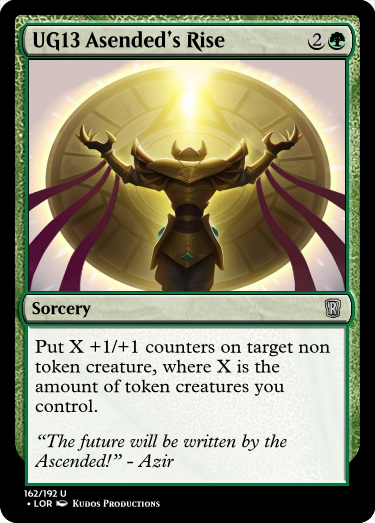 UG13 Asended's Rise 2
Sorcery
Put X +1/+1 counters on target non
token creature, where X is the
amount of token creatures you
control.
“The future will be written by the
Ascended!” - Azir
162/192 U
• LOR Kudos Productions